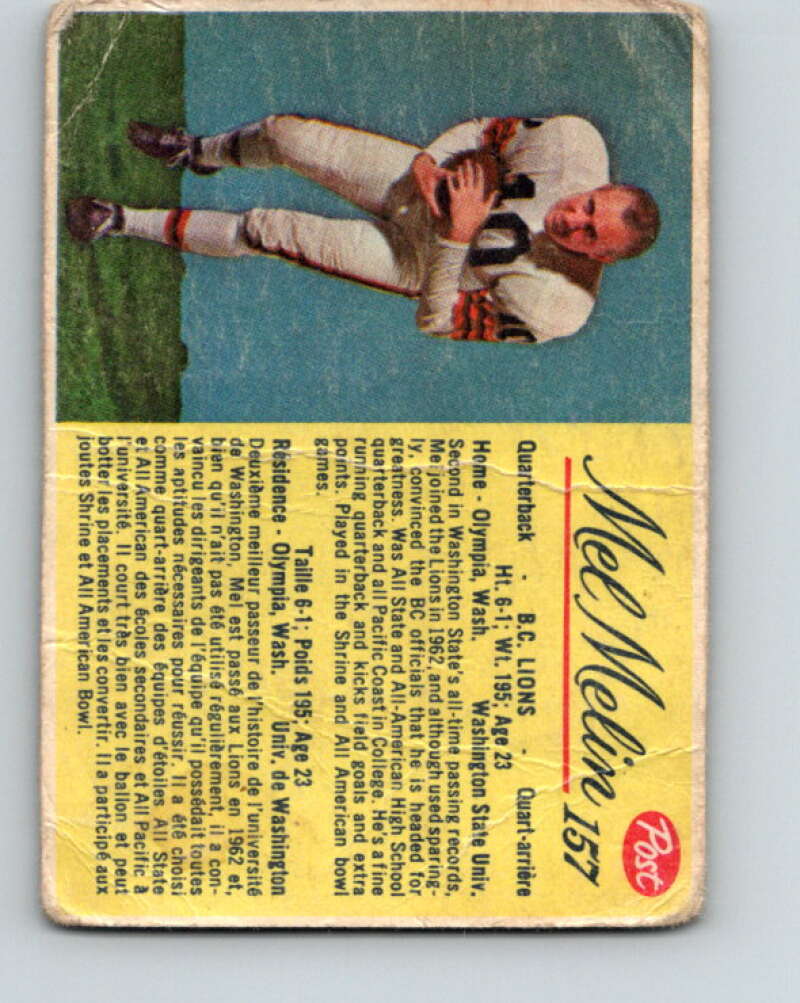 Mel Melin 157
Post
Quarterback - B.C. LIONS - Quart-arrière
Ht. 6-1; Wt. 195; Age 23
Home - Olympia, Wash. Washington State Univ.
Second in Washington State's all-time passing records,
Mel joined the Lions in 1962, and although used sparing-
ly, convinced the BC officials that he is headed for
greatness. Was All State and All-American High School
quarterback and all Pacific Coast in College. He's a fine
running quarterback and kicks field goals and extra
points. Played in the Shrine and All American bowl
games.
Taille 6-1; Poids 195; Age 23
Résidence - Olympia, Wash. Univ. de Washington
Deuxième meilleur passeur de l'histoire de l'université
de Washington, Mel est passé aux Lions en 1962 et,
bien qu'il n'ait pas été utilisé régulièrement, il a con-
vaincu les dirigeants de l'équipe qu'il possédait toutes
les aptitudes nécessaires pour réussir. Il a été choisi
comme quart-arrière des équipes d'étoiles All State
et All American des écoles secondaires et All Pacific à
l'université. Il court très bien avec le ballon et peut
botter les placements et les convertir. Il a participé aux
joutes Shrine et All American Bowl.